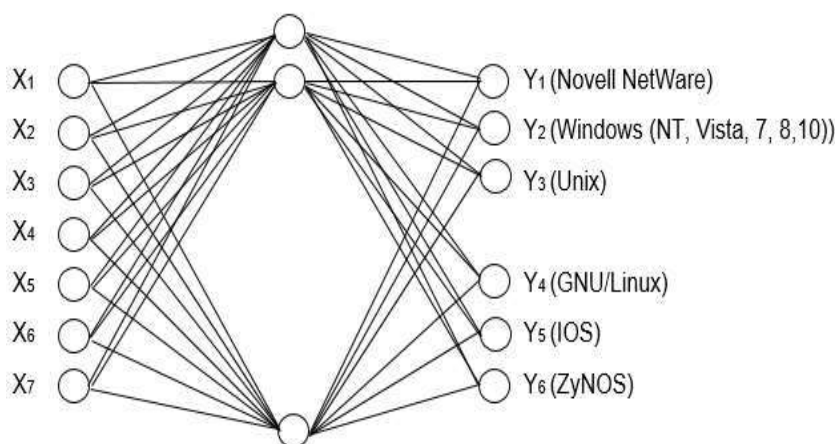 X1
X2
X3
X4
X5
X6
X7
Y1 (Novell NetWare)
Y2 (Windows (NT, Vista, 7, 8,10))
Y3 (Unix)
Y4 (GNU/Linux)
Y5 (IOS)
Y6 (ZyNOS)